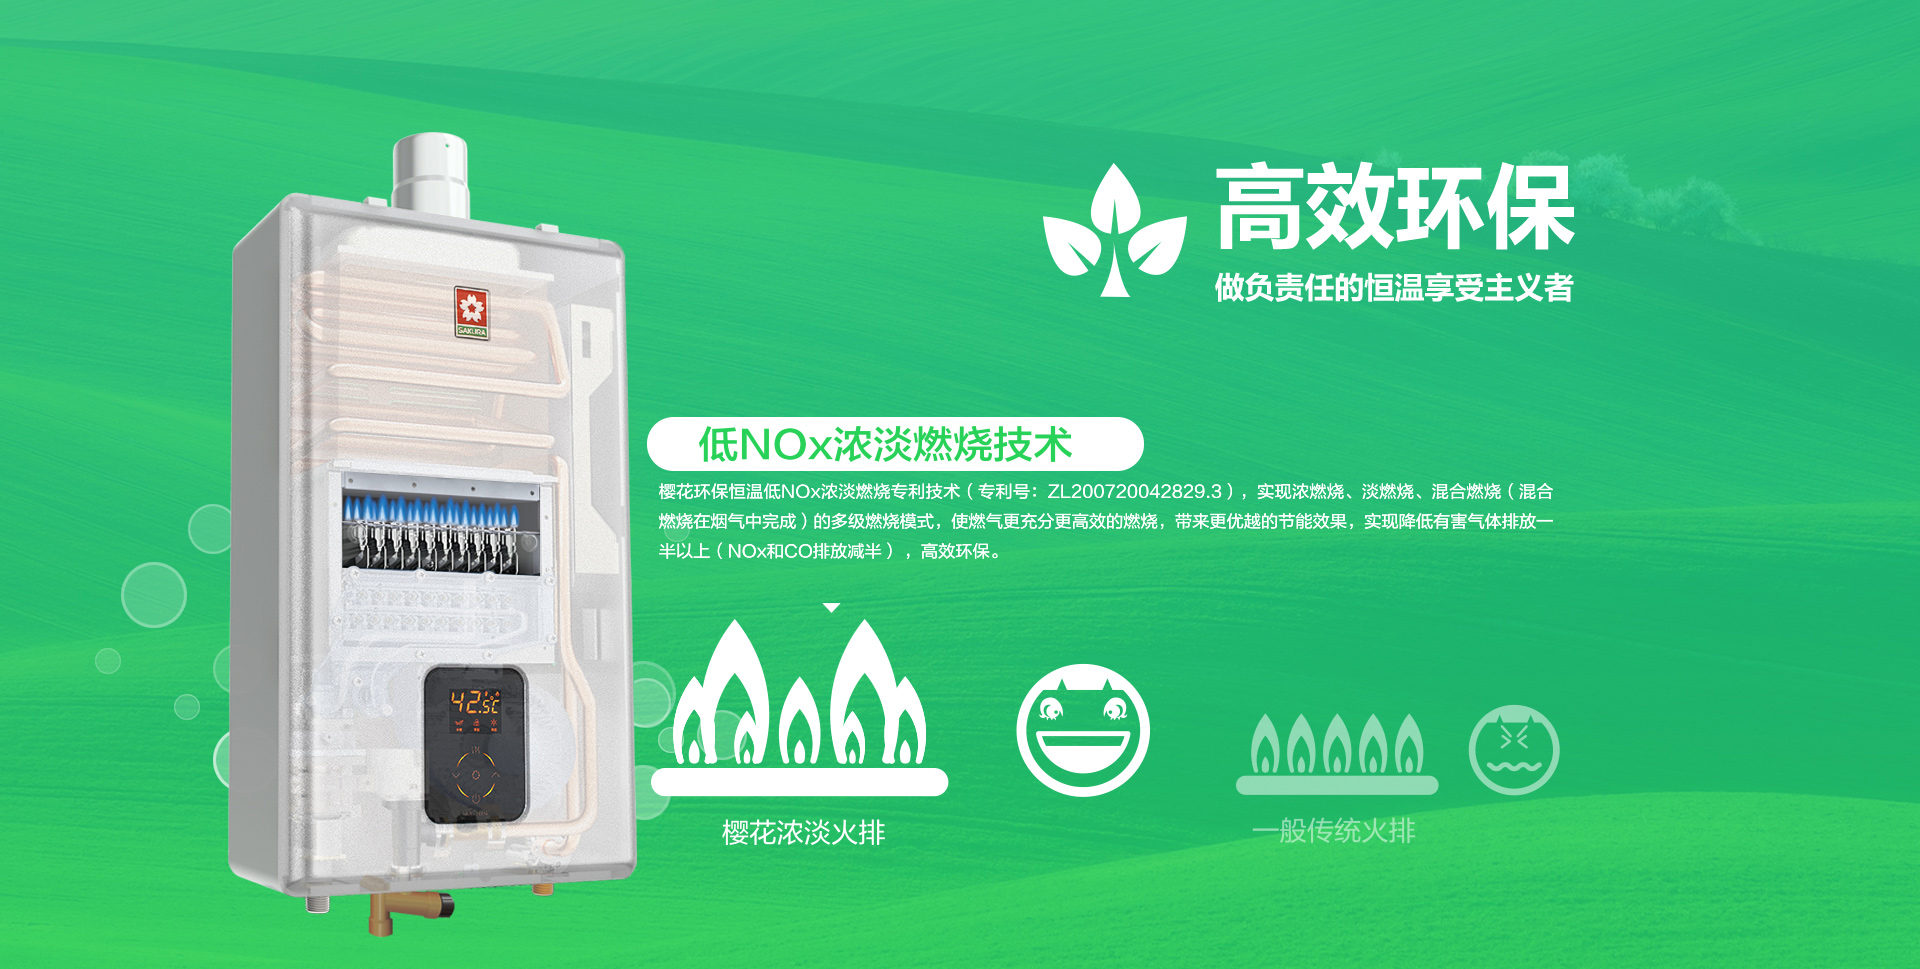 高效环保
做负责任的恒温享受主义者
SAKURA
低NOx浓淡燃烧技术
樱花环保恒温低NOx浓淡燃烧专利技术（专利号：ZL200720042829.3），实现浓燃烧、淡燃烧、混合燃烧（混合
燃烧在烟气中完成）的多级燃烧模式，使燃气更充分更高效的燃烧，带来更优越的节能效果，实现降低有害气体排放一
半以上（NOx和CO排放减半），高效环保。
42.5℃
樱花浓淡火排
一般传统火排